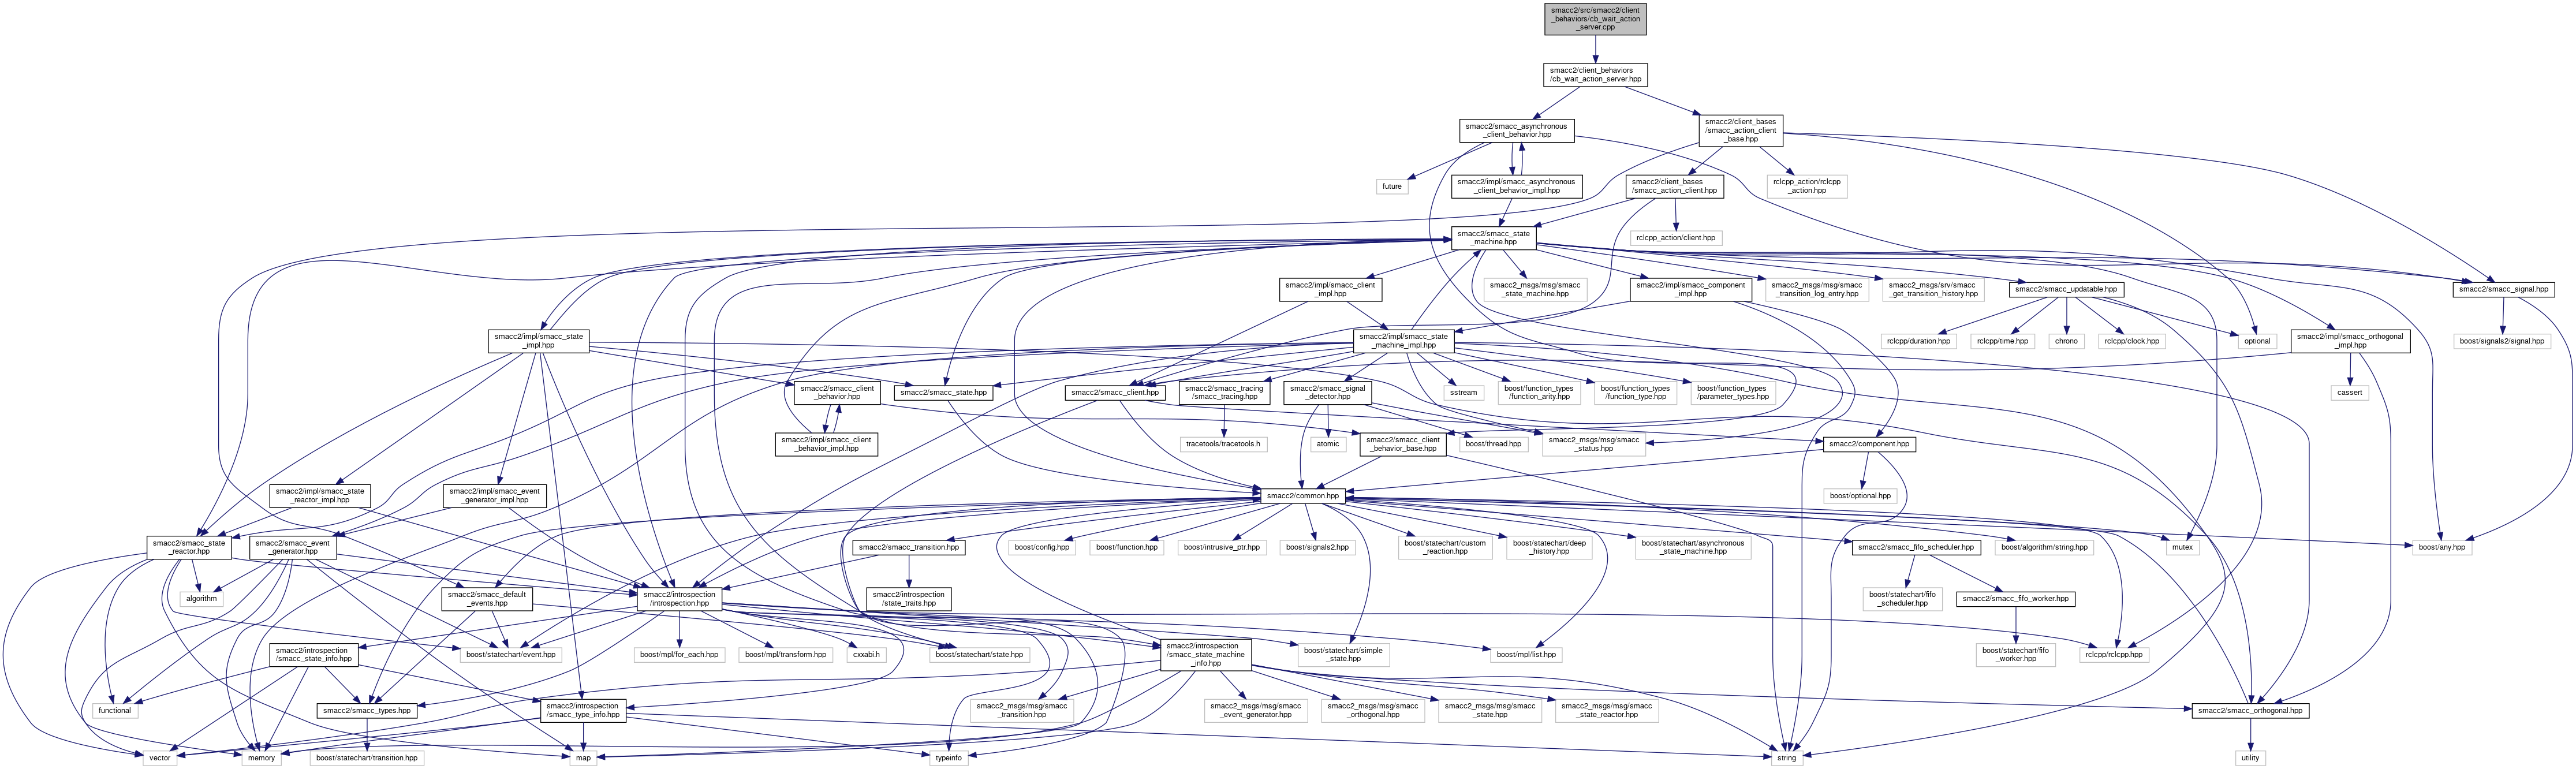 smacc2/src/smacc2/client
_behaviors/cb_wait_action
_server.cpp
smacc2/client_behaviors
/cb_wait_action_server.hpp
smacc2/smacc_asynchronous
_client_behavior.hpp
smacc2/client_bases
/smacc_action_client
_base.hpp
future
smacc2/impl/smacc_asynchronous
_client_behavior_impl.hpp
smacc2/client_bases
/smacc_action_client.hpp
rclcpp_action/rclcpp
_action.hpp
smacc2/smacc_state
_machine.hpp
rclcpp_action/client.hpp
smacc2/impl/smacc_client
_impl.hpp
smacc2_msgs/msg/smacc
_state_machine.hpp
smacc2/impl/smacc_component
_impl.hpp
smacc2_msgs/msg/smacc
_transition_log_entry.hpp
smacc2_msgs/srv/smacc
_get_transition_history.hpp
smacc2/smacc_updatable.hpp
smacc2/smacc_signal.hpp
smacc2/impl/smacc_state
_impl.hpp
smacc2/impl/smacc_state
_machine_impl.hpp
rclcpp/duration.hpp
rclcpp/time.hpp
chrono
rclcpp/clock.hpp
optional
smacc2/impl/smacc_orthogonal
_impl.hpp
boost/signals2/signal.hpp
smacc2/smacc_client
_behavior.hpp
smacc2/smacc_state.hpp
smacc2/smacc_client.hpp
smacc2/smacc_tracing
/smacc_tracing.hpp
smacc2/smacc_signal
_detector.hpp
sstream
boost/function_types
/function_arity.hpp
boost/function_types
/function_type.hpp
boost/function_types
/parameter_types.hpp
cassert
smacc2/impl/smacc_client
_behavior_impl.hpp
tracetools/tracetools.h
atomic
smacc2/smacc_client
_behavior_base.hpp
boost/thread.hpp
smacc2_msgs/msg/smacc
_status.hpp
smacc2/component.hpp
smacc2/impl/smacc_state
_reactor_impl.hpp
smacc2/impl/smacc_event
_generator_impl.hpp
smacc2/common.hpp
boost/optional.hpp
smacc2/smacc_state
_reactor.hpp
smacc2/smacc_event
_generator.hpp
smacc2/smacc_transition.hpp
boost/config.hpp
boost/function.hpp
boost/intrusive_ptr.hpp
boost/signals2.hpp
boost/statechart/custom
_reaction.hpp
boost/statechart/deep
_history.hpp
boost/statechart/asynchronous
_state_machine.hpp
smacc2/smacc_fifo_scheduler.hpp
boost/algorithm/string.hpp
mutex
boost/any.hpp
algorithm
smacc2/smacc_default
_events.hpp
smacc2/introspection
/introspection.hpp
smacc2/introspection
/state_traits.hpp
boost/statechart/fifo
_scheduler.hpp
smacc2/smacc_fifo_worker.hpp
smacc2/introspection
/smacc_state_info.hpp
boost/statechart/event.hpp
boost/mpl/for_each.hpp
boost/mpl/transform.hpp
cxxabi.h
boost/statechart/state.hpp
smacc2/introspection
/smacc_state_machine
_info.hpp
boost/statechart/simple
_state.hpp
boost/mpl/list.hpp
boost/statechart/fifo
_worker.hpp
rclcpp/rclcpp.hpp
functional
smacc2/smacc_types.hpp
smacc2/introspection
/smacc_type_info.hpp
smacc2_msgs/msg/smacc
_transition.hpp
smacc2_msgs/msg/smacc
_event_generator.hpp
smacc2_msgs/msg/smacc
_orthogonal.hpp
smacc2_msgs/msg/smacc
_state.hpp
smacc2_msgs/msg/smacc
_state_reactor.hpp
smacc2/smacc_orthogonal.hpp
vector
memory
boost/statechart/transition.hpp
map
typeinfo
string
utility